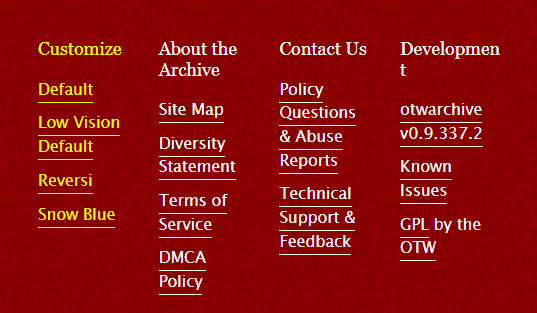 Customize
Default
Low Vision
Default
Reversi
Snow Blue
About the
Archive
Site Map
Diversity
Statement
Terms of
Service
DMCA
Policy
Contact Us
Policy
Questions
& Abuse
Reports
Technical
Support &
Feedback
Developmen
t
otwarchive
v0.9.337.2
Known
Issues
GPL by the
OTW